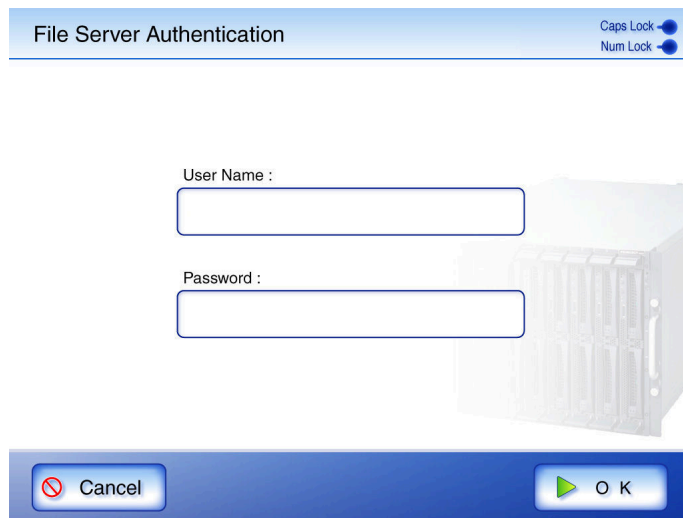 File Server Authentication
Caps Lock
Num Lock
User Name :
Password :
Cancel
O K